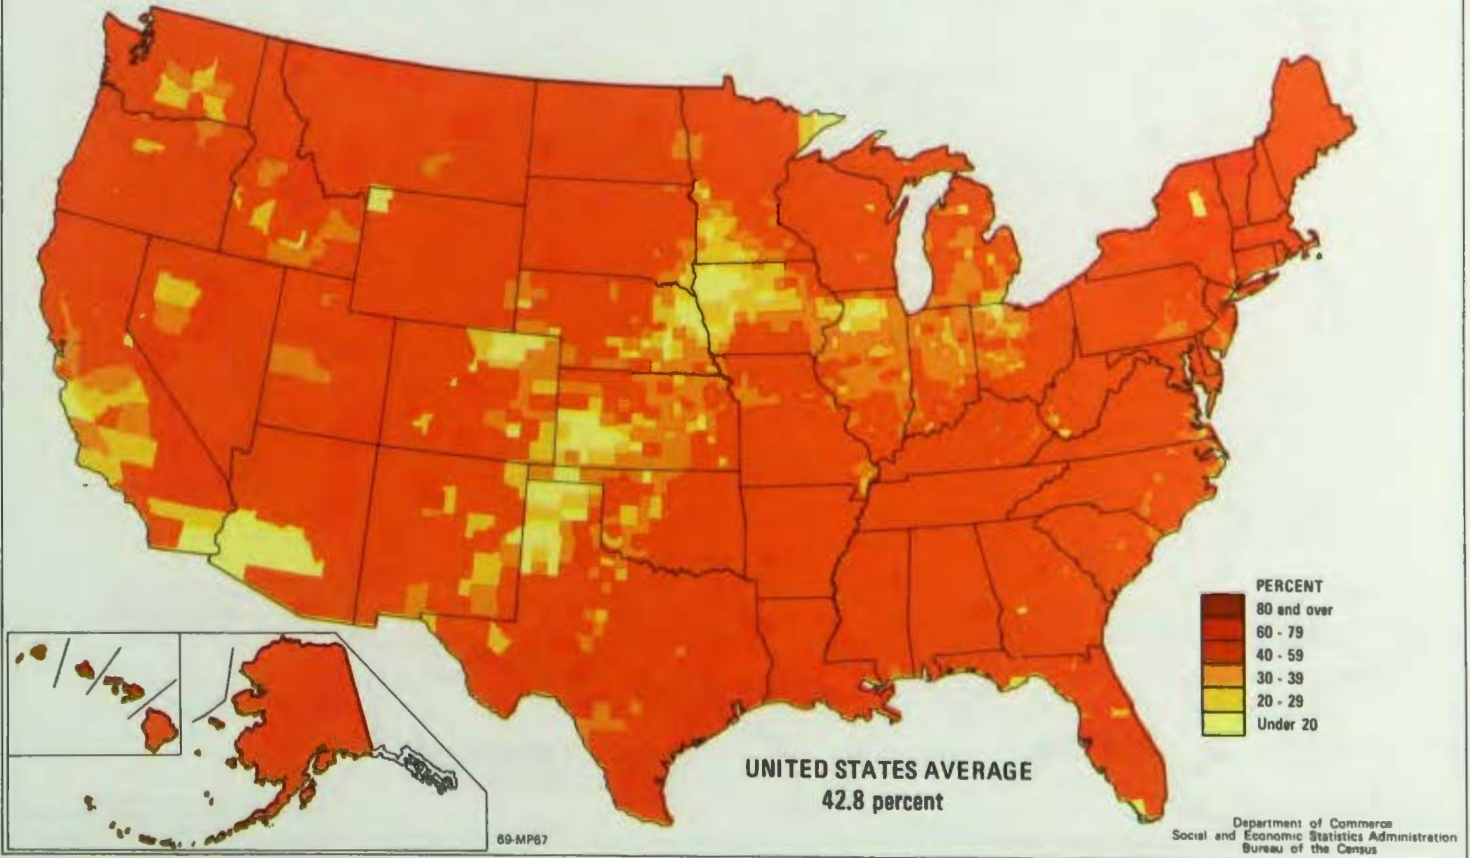 PERCENT
80 and over
60 - 79
40 - 59
30 - 39
20 - 29
Under 20
UNITED STATES AVERAGE
42.8 percent
69-MP67
Department of Commerce
Social and Economic Statistics Administration
Bureau of the Census